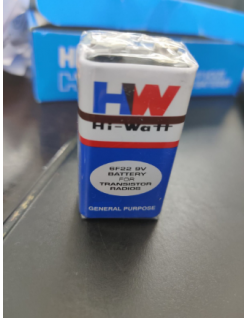 HW
Hi-Watt
6F22 9V
BATTERY
FOR
TRANSISTOR
RADIOS
GENERAL PURPOSE